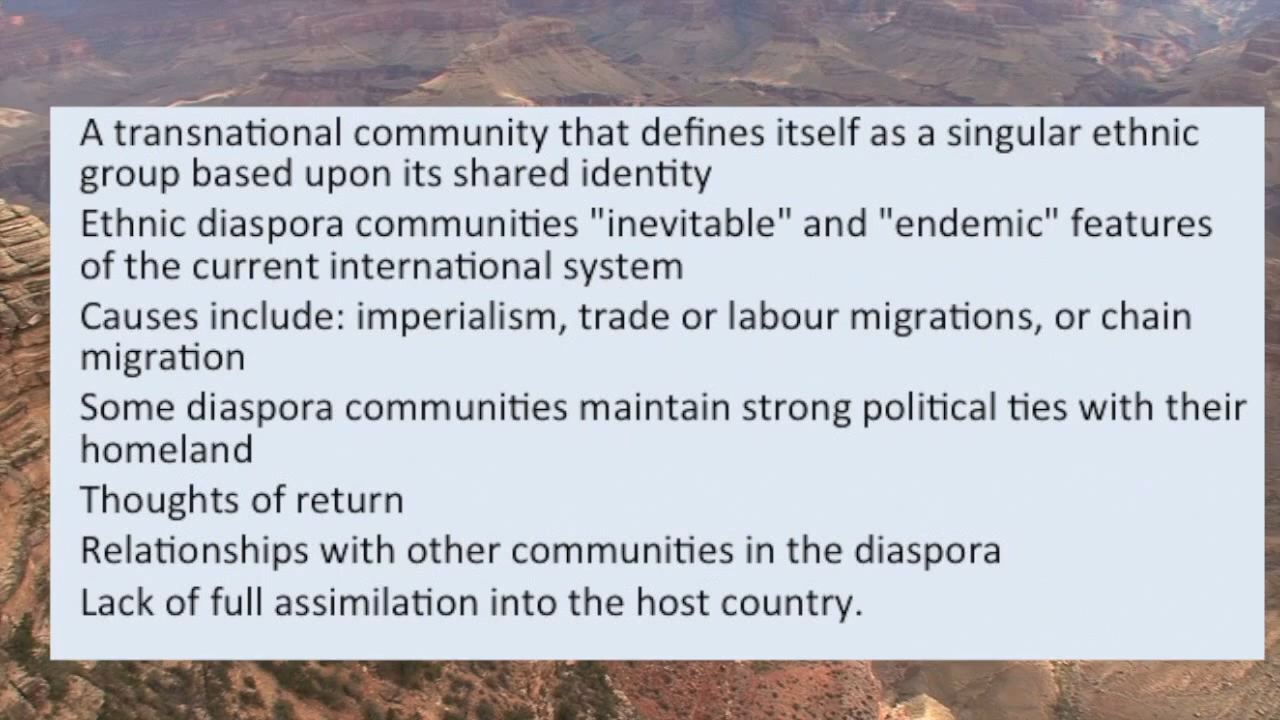 A transnational community that defines itself as a singular ethnic
group based upon its shared identity
Ethnic diaspora communities "inevitable" and "endemic" features
of the current international system
Causes include: imperialism, trade or labour migrations, or chain
migration
Some diaspora communities maintain strong political ties with their
homeland
Thoughts of return
Relationships with other communities in the diaspora
Lack of full assimilation into the host country.